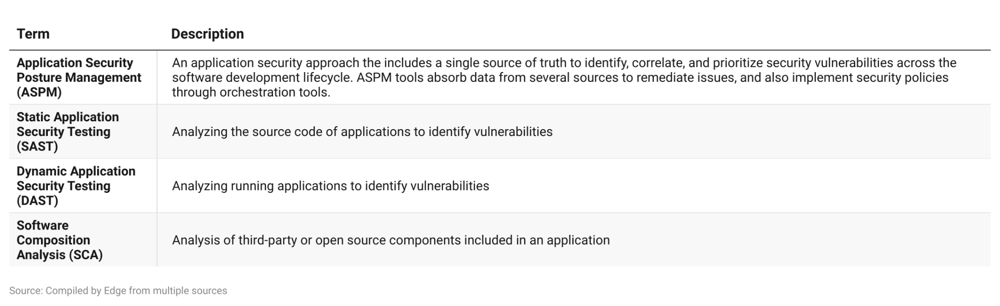 Term Description
Application Security
Posture Management
(ASPM)
An application security approach the includes a single source of truth to identify, correlate, and prioritize security vulnerabilities across the
software development lifecycle. ASPM tools absorb data from several sources to remediate issues, and also implement security policies
through orchestration tools.
Static Application
Security Testing
(SAST)
Analyzing the source code of applications to identify vulnerabilities
Dynamic Application
Security Testing
(DAST)
Analyzing running applications to identify vulnerabilities
Software
Composition
Analysis (SCA)
Analysis of third-party or open source components included in an application
Source: Compiled by Edge from multiple sources